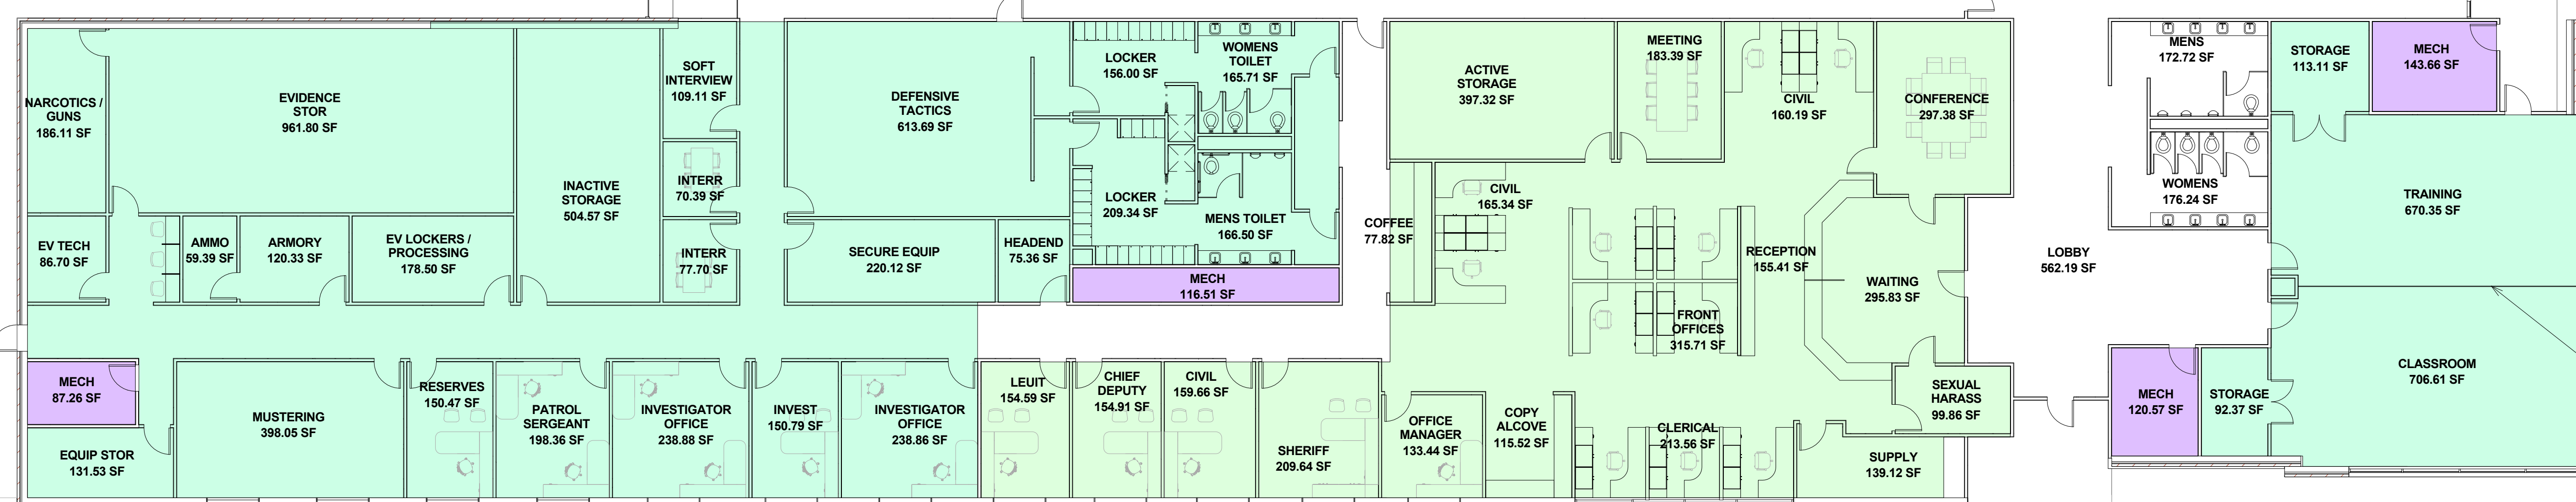 NARCOTICS /
GUNS
186.11 SF
EVIDENCE
STOR
961.80 SF
INACTIVE
STORAGE
504.57 SF
SOFT
INTERVIEW
109.11 SF
INTERR
70.39 SF
INTERR
77.70 SF
DEFENSIVE
TACTICS
613.69 SF
LOCKER
156.00 SF
WOMENS
TOILET
165.71 SF
LOCKER
209.34 SF
MENS TOILET
166.50 SF
EV TECH
86.70 SF
AMMO
59.39 SF
ARMORY
120.33 SF
EV LOCKERS /
PROCESSING
178.50 SF
SECURE EQUIP
220.12 SF
HEADEND
75.36 SF
MECH
116.51 SF
ACTIVE
STORAGE
397.32 SF
MEETING
183.39 SF
CIVIL
160.19 SF
CONFERENCE
297.38 SF
COFFEE
77.82 SF
CIVIL
165.34 SF
RECEPTION
155.41 SF
WAITING
295.83 SF
FRONT
OFFICES
315.71 SF
LOBBY
562.19 SF
MENS
172.72 SF
WOMENS
176.24 SF
STORAGE
113.11 SF
MECH
143.66 SF
TRAINING
670.35 SF
CLASSROOM
706.61 SF
MECH
87.26 SF
EQUIP STOR
131.53 SF
MUSTERING
398.05 SF
RESERVES
150.47 SF
PATROL
SERGEANT
198.36 SF
INVESTIGATOR
OFFICE
238.88 SF
INVEST
150.79 SF
INVESTIGATOR
OFFICE
238.86 SF
LEUIT
154.59 SF
CHIEF
DEPUTY
154.91 SF
CIVIL
159.66 SF
SHERIFF
209.64 SF
OFFICE
MANAGER
133.44 SF
COPY
ALCOVE
115.52 SF
CLERICAL
213.56 SF
SEXUAL
HARASS
99.86 SF
SUPPLY
139.12 SF
MECH
120.57 SF
STORAGE
92.37 SF